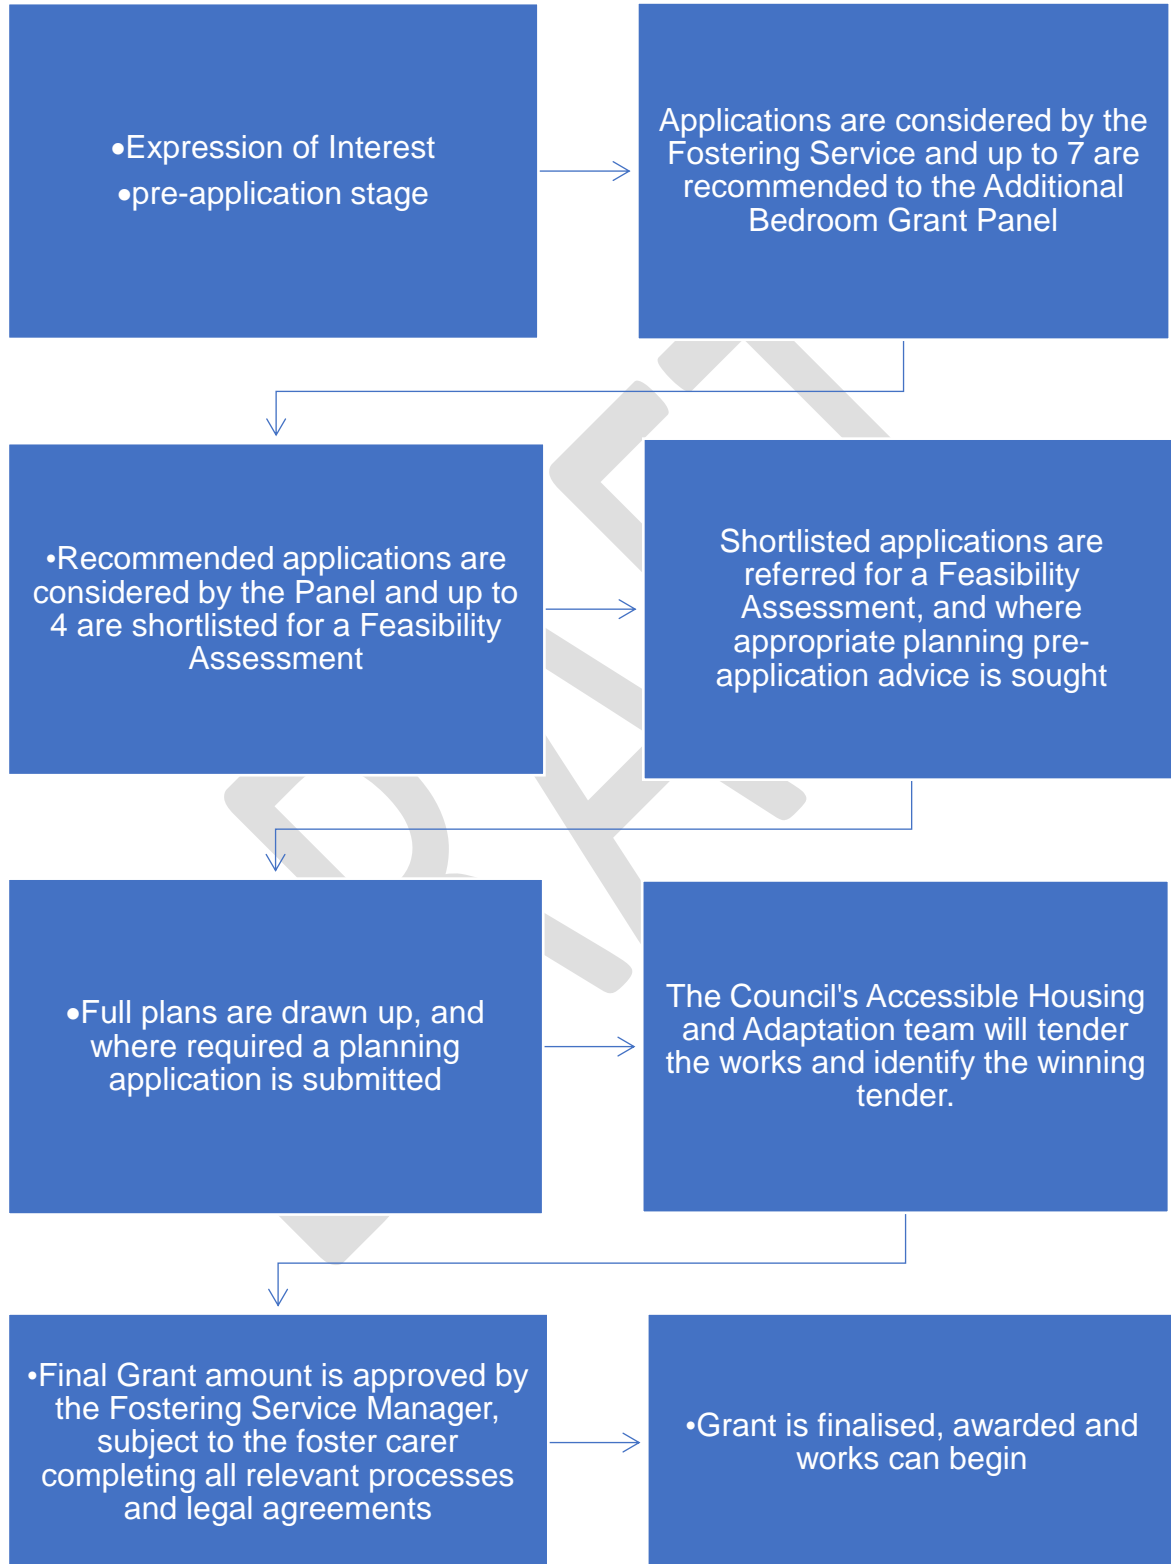 •Expression of Interest
•pre-application stage
Applications are considered by the
Fostering Service and up to 7 are
recommended to the Additional
Bedroom Grant Panel
•Recommended applications are
considered by the Panel and up to
4 are shortlisted for a Feasibility
Assessment
Shortlisted applications are
referred for a Feasibility
Assessment, and where
appropriate planning pre-
application advice is sought
•Full plans are drawn up, and
where required a planning
application is submitted
The Council's Accessible Housing
and Adaptation team will tender
the works and identify the winning
tender.
•Final Grant amount is approved by
the Fostering Service Manager,
subject to the foster carer
completing all relevant processes
and legal agreements
•Grant is finalised, awarded and
works can begin
DRAFT